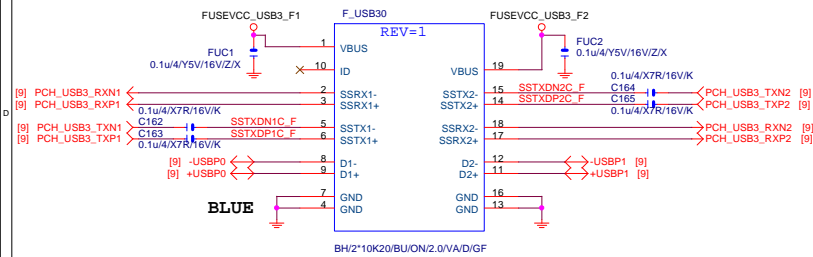 FUSEVCC_USB3_F1 F_USB30 FUSEVCC_USB3_F2
REV=1
FUC1
0.1u/4/Y5V/16V/Z/X
FUC2
0.1u/4/Y5V/16V/Z/X
1 VBUS
10 ID VBUS 19
[9] PCH_USB3_RXN1 2 SSRX1- SSTX2- 15 SSTXDN2C_F C164 0.1u/4/X7R/16V/K PCH_USB3_TXN2 [9]
[9] PCH_USB3_RXP1 3 SSRX1+ SSTX2+ 14 SSTXDP2C_F C165 0.1u/4/X7R/16V/K PCH_USB3_TXP2 [9]
D
0.1u/4/X7R/16V/K
[9] PCH_USB3_TXN1 C162 SSTXDN1C_F 5 SSTX1- SSRX2- 18 PCH_USB3_RXN2 [9]
[9] PCH_USB3_TXP1 C163 SSTXDP1C_F 6 SSTX1+ SSRX2+ 17 PCH_USB3_RXP2 [9]
0.1u/4/X7R/16V/K
[9] -USBP0 8 D1- D2- 12 -USBP1 [9]
[9] +USBP0 9 D1+ D2+ 11 +USBP1 [9]
7 GND GND 16
BLUE 4 GND GND 13
BH/2*10K20/BU/ON/2.0/VA/D/GF